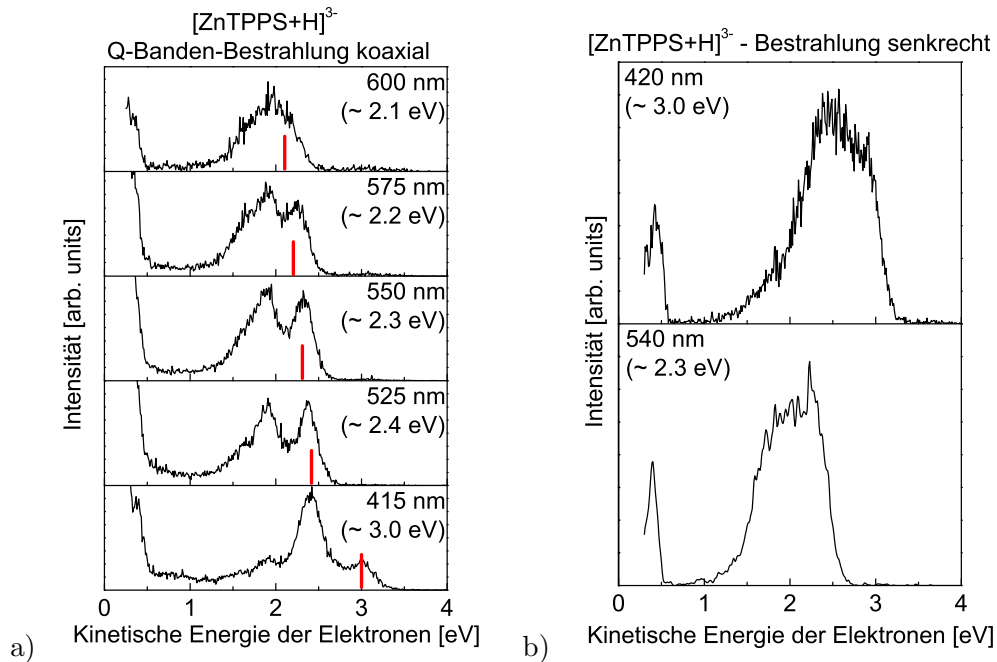 [ZnTPPS+H]³⁻
Q-Banden-Bestrahlung koaxial
600 nm
(~ 2.1 eV)
575 nm
(~ 2.2 eV)
550 nm
(~ 2.3 eV)
525 nm
(~ 2.4 eV)
415 nm
(~ 3.0 eV)
Intensität [arb. units]
0 1 2 3 4
Kinetische Energie der Elektronen [eV]
a)
[ZnTPPS+H]³⁻ - Bestrahlung senkrecht
420 nm
(~ 3.0 eV)
540 nm
(~ 2.3 eV)
Intensität [arb. units]
0 1 2 3 4
Kinetische Energie der Elektronen [eV]
b)